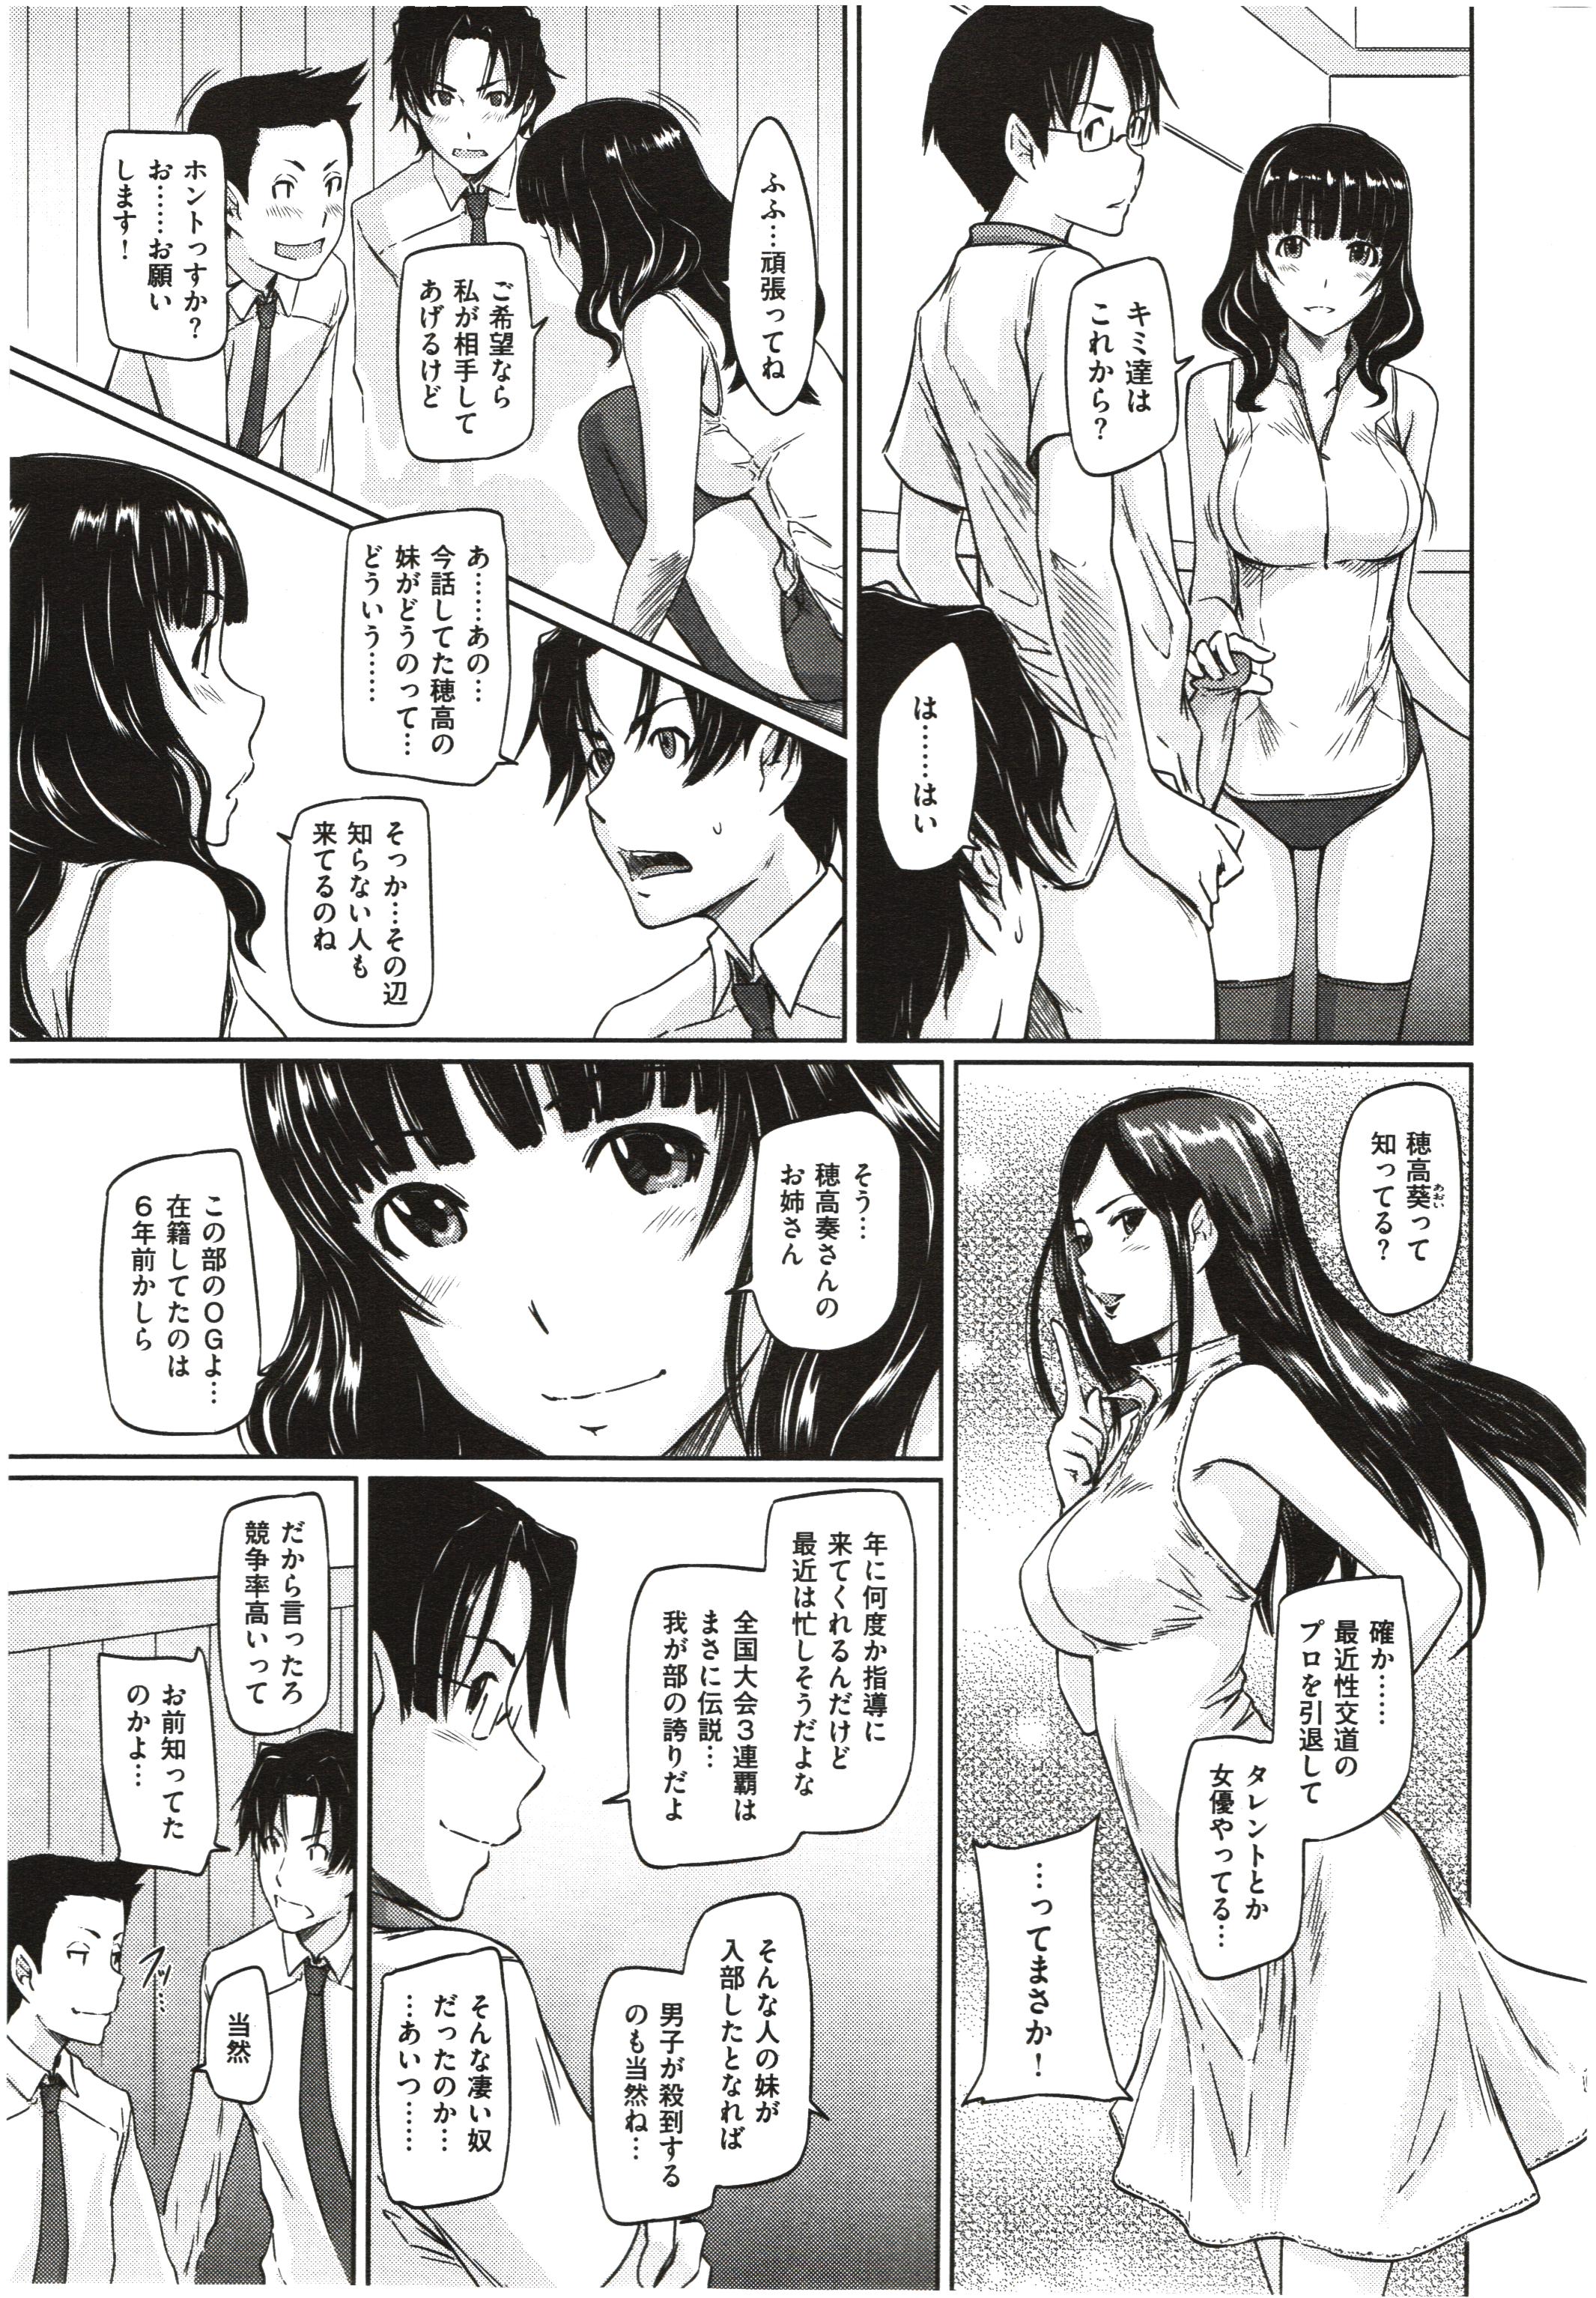 キミ達は
これから？
は……はい
ふふ…頑張ってね
ご希望なら
私が相手して
あげるけど
ホントっすか？
お……お願い
します！
あ……あの…
今話してた穂高の
妹がどうのって…
どういう……
そっか…その辺
知らない人も
来てるのね
穂高葵って
あおい
知ってる？
確か……
最近性交道の
プロを引退して
タレントとか
女優やってる…
…ってまさか！
そう…
穂高奏さんの
お姉さん
この部のOGよ…
在籍してたのは
6年前かしら
年に何度か指導に
来てくれるんだけど
最近は忙しそうだよな
全国大会3連覇は
まさに伝説…
我が部の誇りだよ
そんな人の妹が
入部したとなれば
男子が殺到する
のも当然ね…
そんな凄い奴
だったのか…
…あいつ……
だから言ったろ
競争率高いって
お前知ってた
のかよ…
フッ…
当然